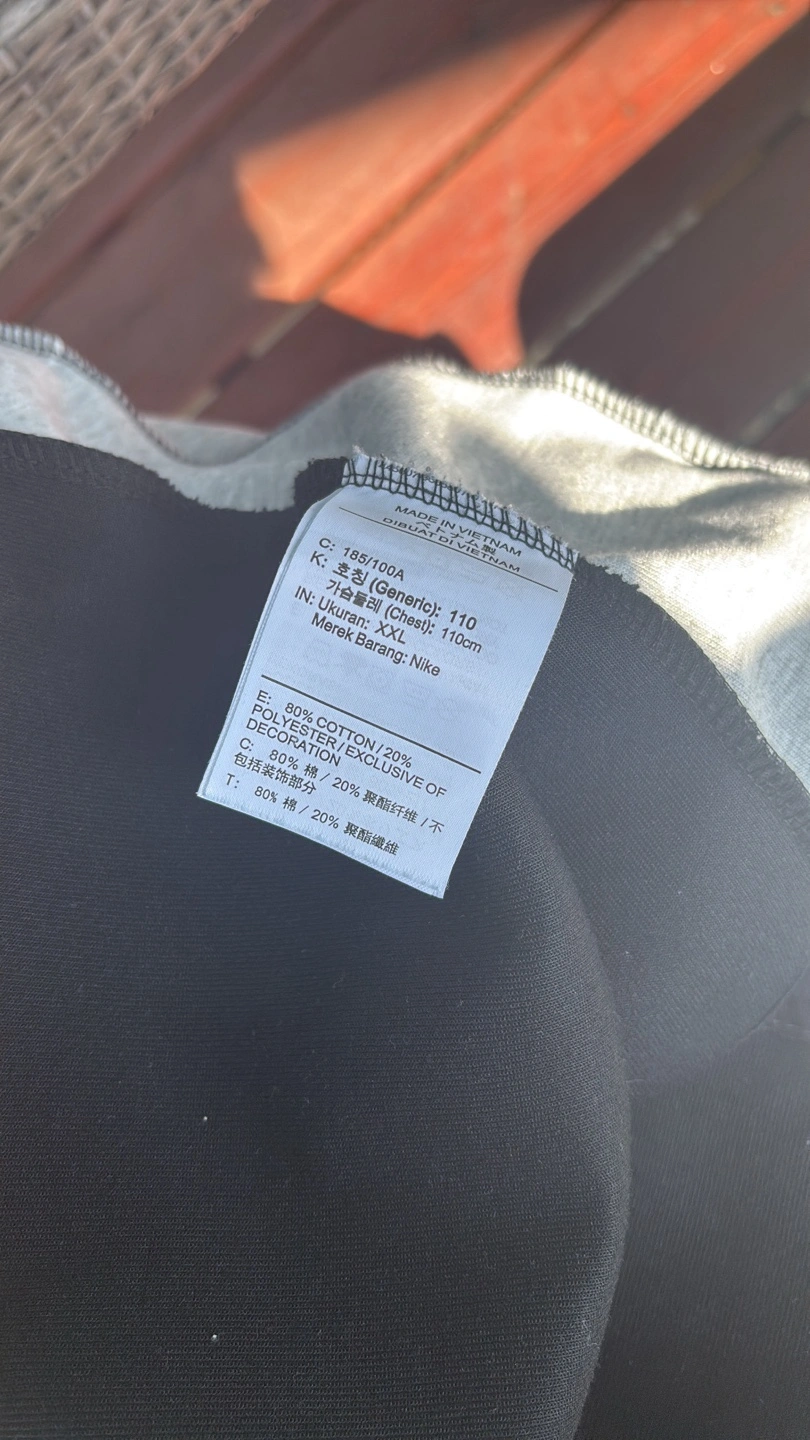 MADE IN VIETNAM
ベトナム製
DIBUAT DI VIETNAM
C: 185/100A
K: 호칭 (Generic): 110
가슴둘레 (Chest): 110cm
IN: Ukuran: XXL
Merek Barang: Nike
E: 80% COTTON / 20%
POLYESTER / EXCLUSIVE OF
DECORATION
C: 80% 棉 / 20% 聚酯纤维 / 不
包括装饰部分
T: 80% 棉 / 20% 聚酯纖維